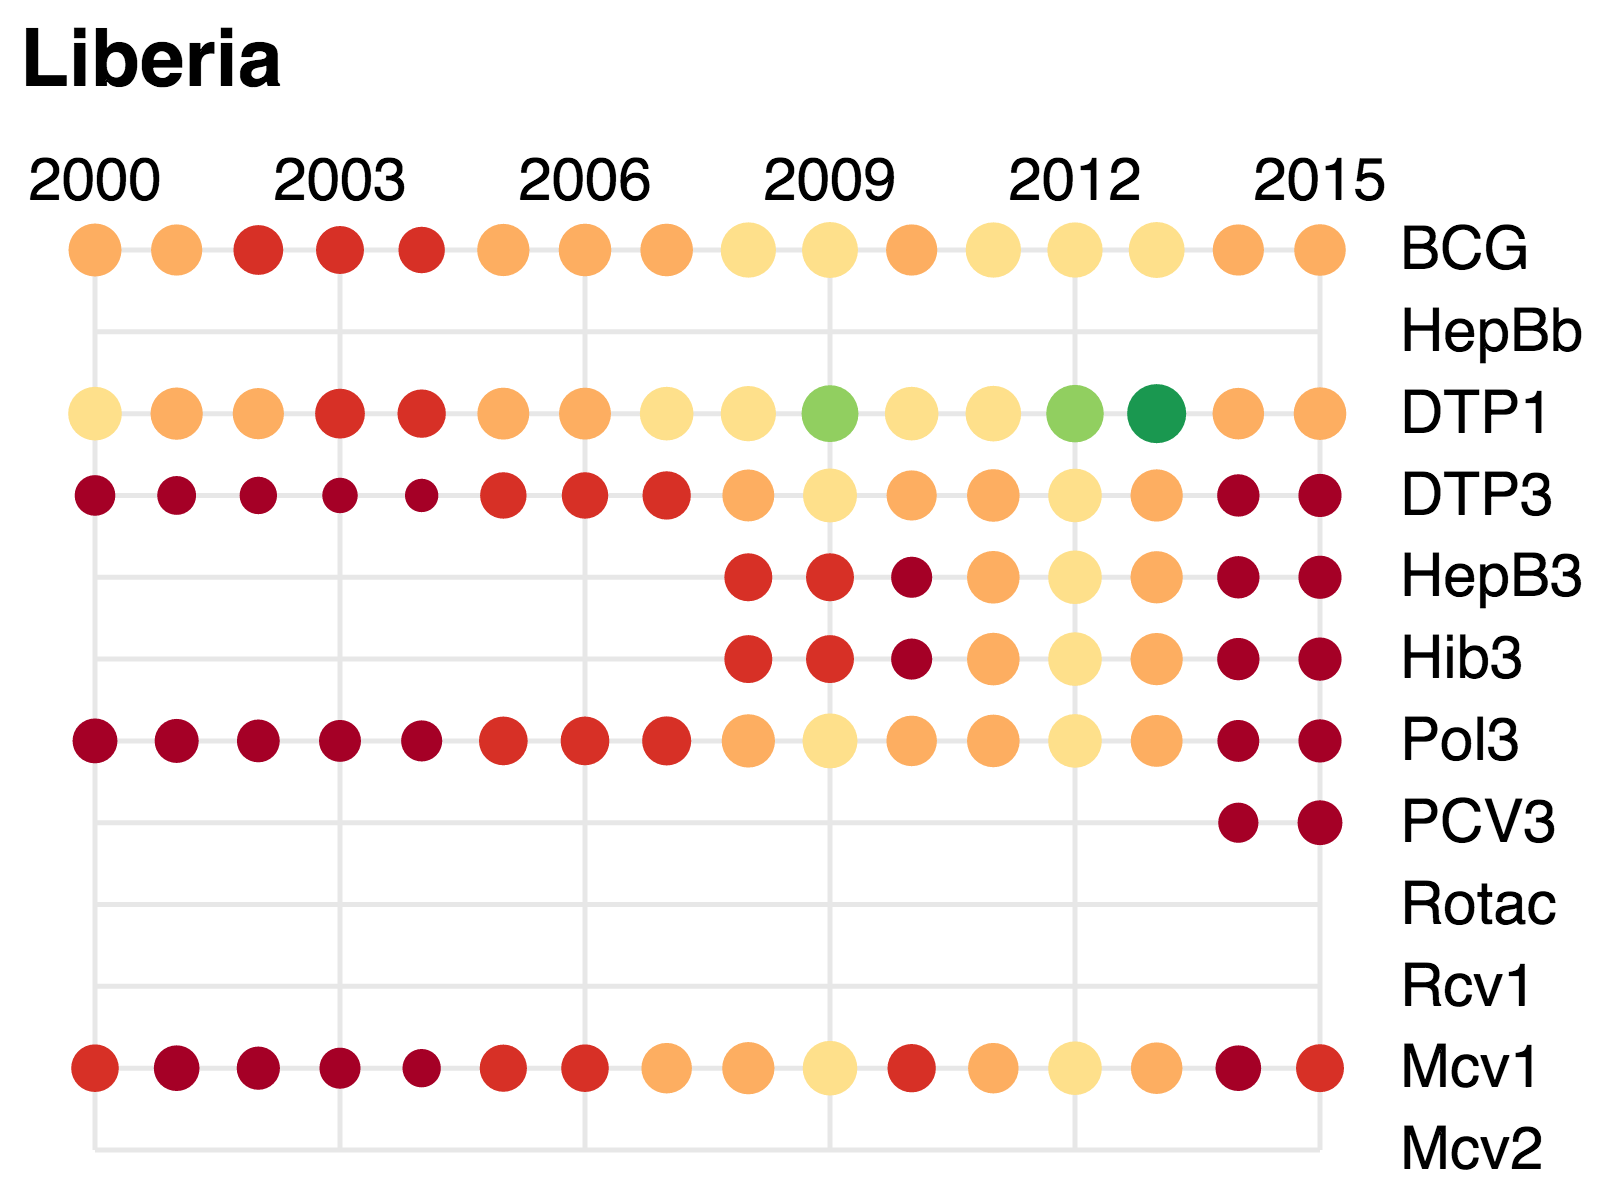 Liberia
2000 2003 2006 2009 2012 2015
BCG
HepBb
DTP1
DTP3
HepB3
Hib3
Pol3
PCV3
Rotac
Rcv1
Mcv1
Mcv2